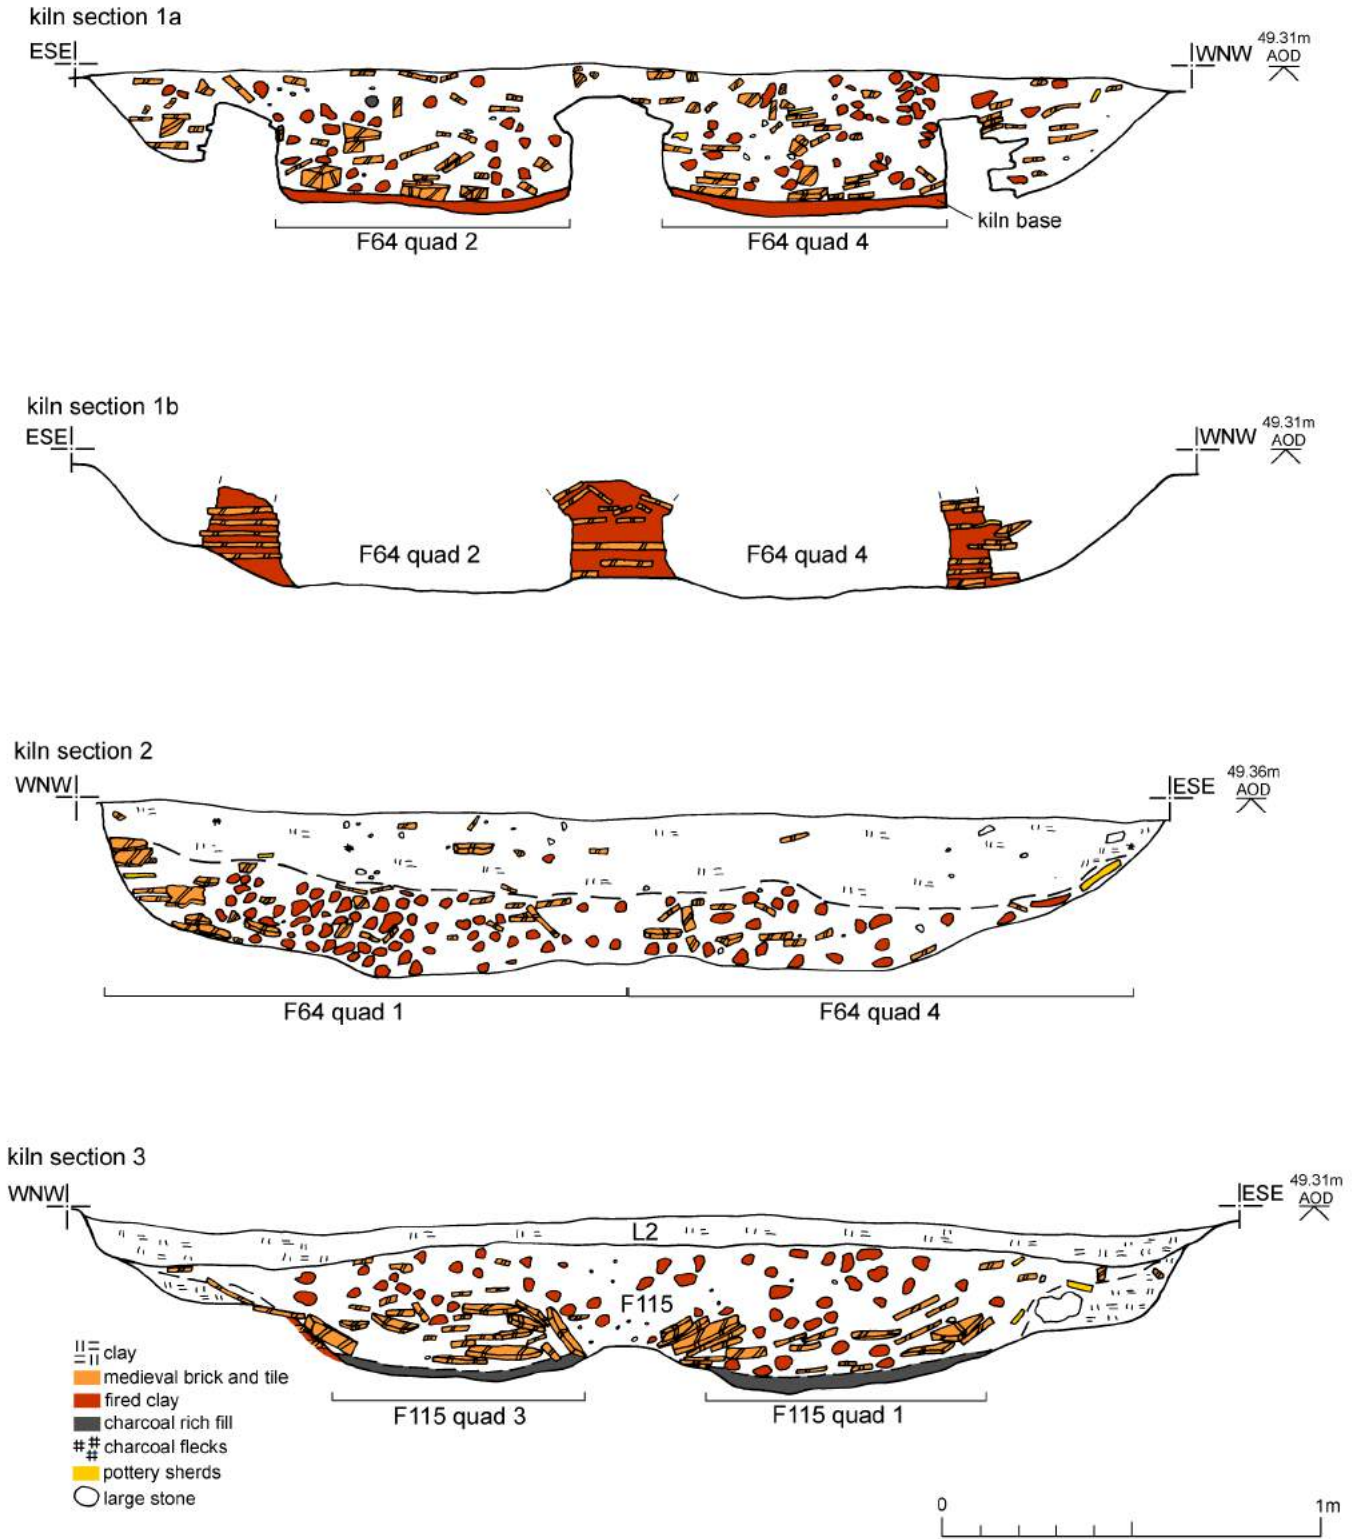 kiln section 1a
ESE
WNW
49.31m
AOD
kiln base
F64 quad 2
F64 quad 4
kiln section 1b
ESE
WNW
49.31m
AOD
F64 quad 2
F64 quad 4
kiln section 2
WNW
ESE
49.36m
AOD
F64 quad 1
F64 quad 4
kiln section 3
WNW
ESE
49.31m
AOD
L2
F115
clay
medieval brick and tile
fired clay
charcoal rich fill
charcoal flecks
pottery sherds
large stone
F115 quad 3
F115 quad 1
0
1m